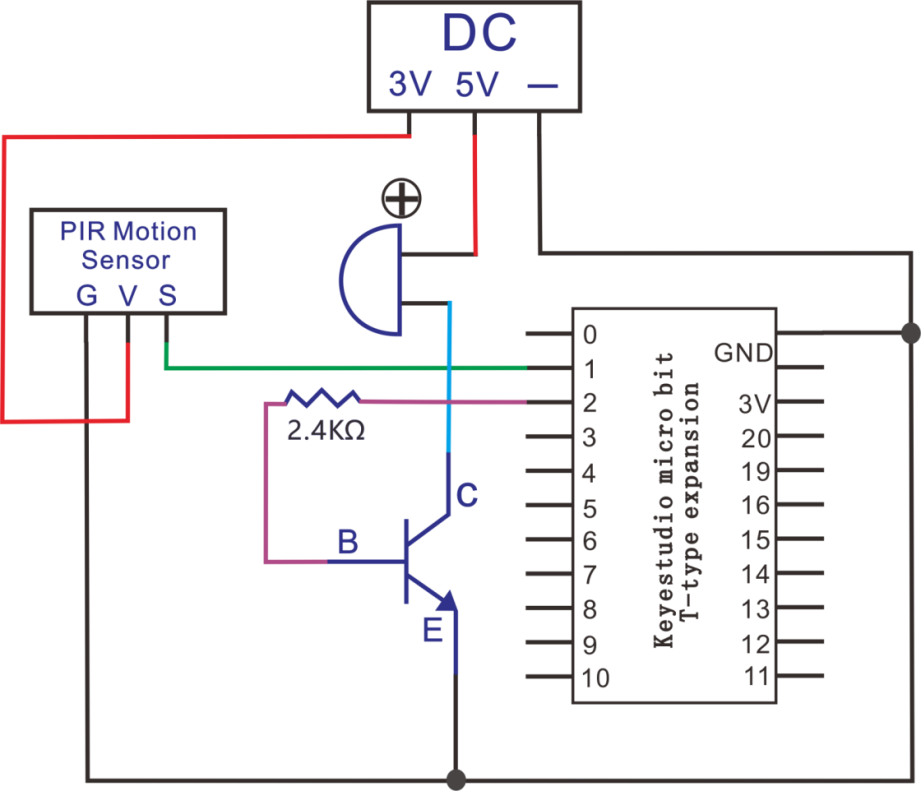 DC
3V 5V —
PIR Motion
Sensor
G V S
2.4KΩ
B
C
E
0
1
2
3
4
5
6
7
8
9
10
Keyestudio micro bit
T-type expansion
GND
3V
20
19
16
15
14
13
12
11